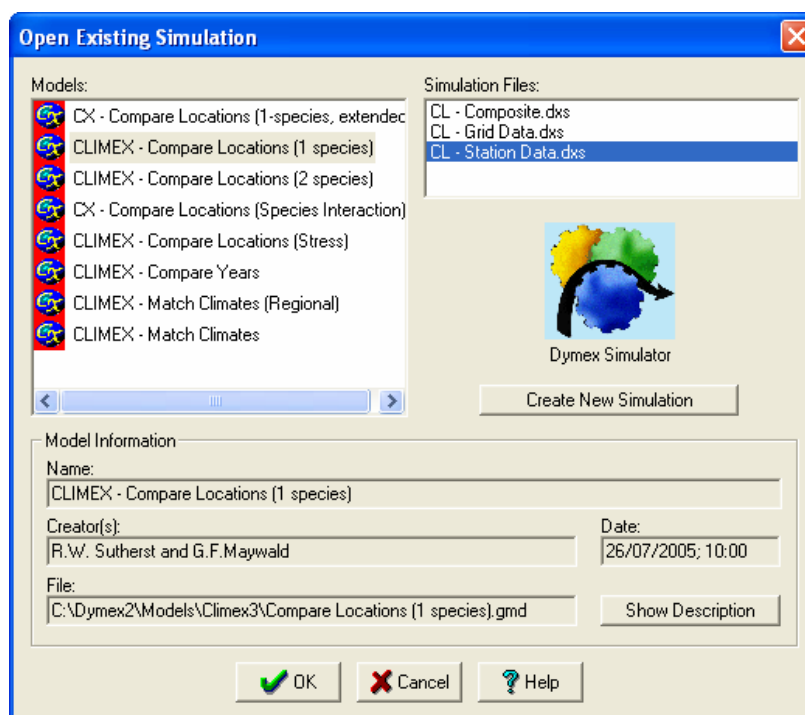 Open Existing Simulation
Models:
CX - Compare Locations (1-species, extended
CLIMEX - Compare Locations (1 species)
CLIMEX - Compare Locations (2 species)
CX - Compare Locations (Species Interaction)
CLIMEX - Compare Locations (Stress)
CLIMEX - Compare Years
CLIMEX - Match Climates (Regional)
CLIMEX - Match Climates
Simulation Files:
CL - Composite.dxs
CL - Grid Data.dxs
CL - Station Data.dxs
Dymex Simulator
Create New Simulation
Model Information
Name:
CLIMEX - Compare Locations (1 species)
Creator(s):
R.W. Sutherst and G.F.Maywald
Date:
26/07/2005; 10:00
File:
C:\Dymex2\Models\Climex3\Compare Locations (1 species).gmd
Show Description
OK
Cancel
Help